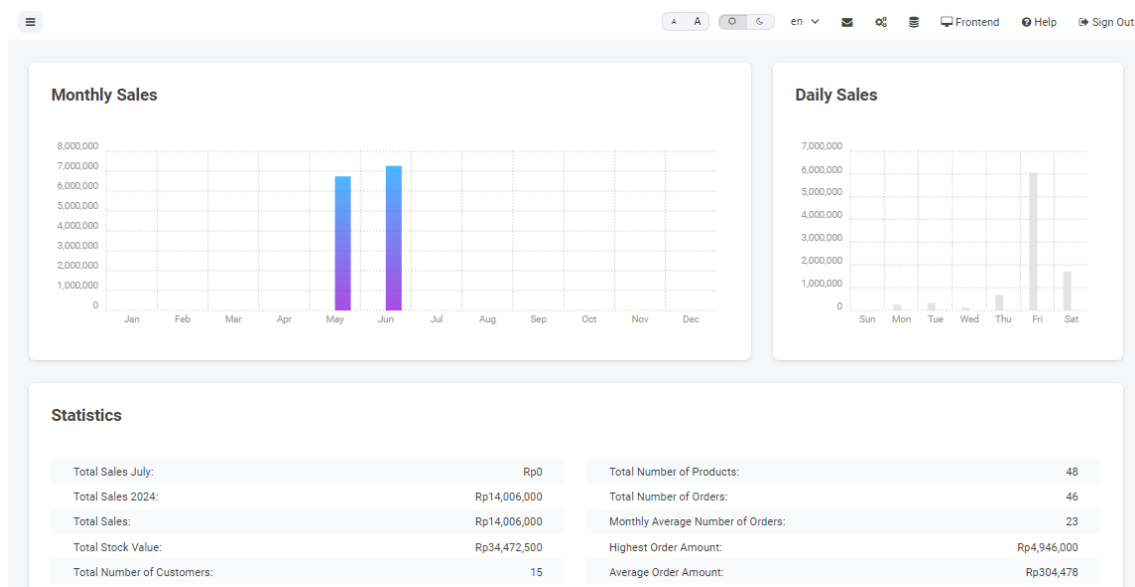 A A en Frontend Help Sign Out
Monthly Sales
8,000,000
7,000,000
6,000,000
5,000,000
4,000,000
3,000,000
2,000,000
1,000,000
0
Jan Feb Mar Apr May Jun Jul Aug Sep Oct Nov Dec
Daily Sales
7,000,000
6,000,000
5,000,000
4,000,000
3,000,000
2,000,000
1,000,000
0
Sun Mon Tue Wed Thu Fri Sat
Statistics
Total Sales July: Rp0
Total Sales 2024: Rp14,006,000
Total Sales: Rp14,006,000
Total Stock Value: Rp34,472,500
Total Number of Customers: 15
Total Number of Products: 48
Total Number of Orders: 46
Monthly Average Number of Orders: 23
Highest Order Amount: Rp4,946,000
Average Order Amount: Rp304,478